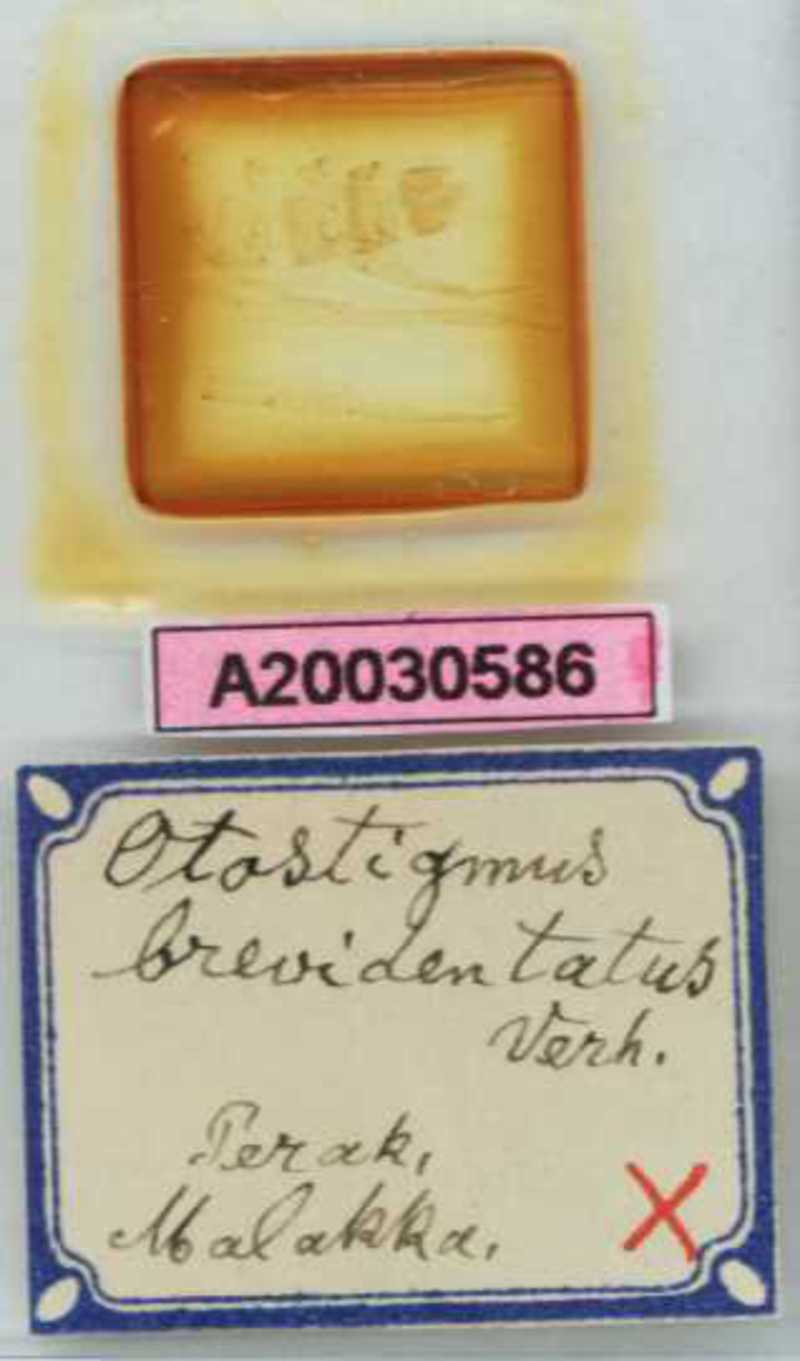 A20030586
Otostigmus
brevidentatus
Verh.
Perak,
Malakka.
X